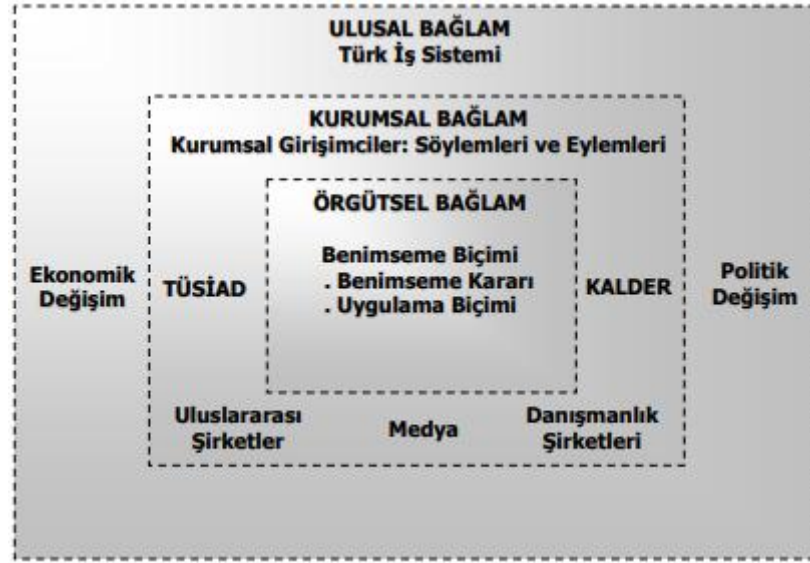 ULUSAL BAĞLAM
Türk İş Sistemi
KURUMSAL BAĞLAM
Kurumsal Girişimciler: Söylemleri ve Eylemleri
ÖRGÜTSEL BAĞLAM
Benimseme Biçimi
. Benimseme Kararı
. Uygulama Biçimi
Ekonomik
Değişim
TÜSİAD
KALDER
Politik
Değişim
Uluslararası
Şirketler
Medya
Danışmanlık
Şirketleri